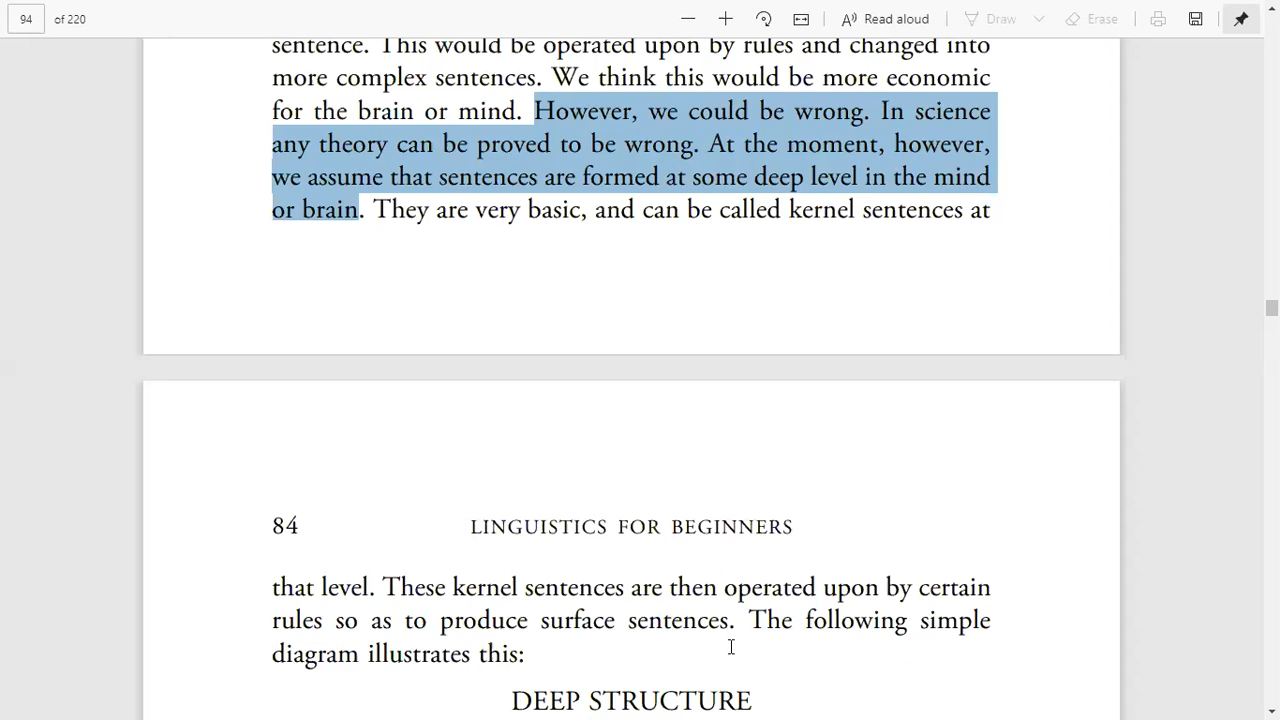 94 of 220 Read aloud Draw Erase
sentence. This would be operated upon by rules and changed into
more complex sentences. We think this would be more economic
for the brain or mind. However, we could be wrong. In science
any theory can be proved to be wrong. At the moment, however,
we assume that sentences are formed at some deep level in the mind
or brain. They are very basic, and can be called kernel sentences at
84 LINGUISTICS FOR BEGINNERS
that level. These kernel sentences are then operated upon by certain
rules so as to produce surface sentences. The following simple
diagram illustrates this:
DEEP STRUCTURE